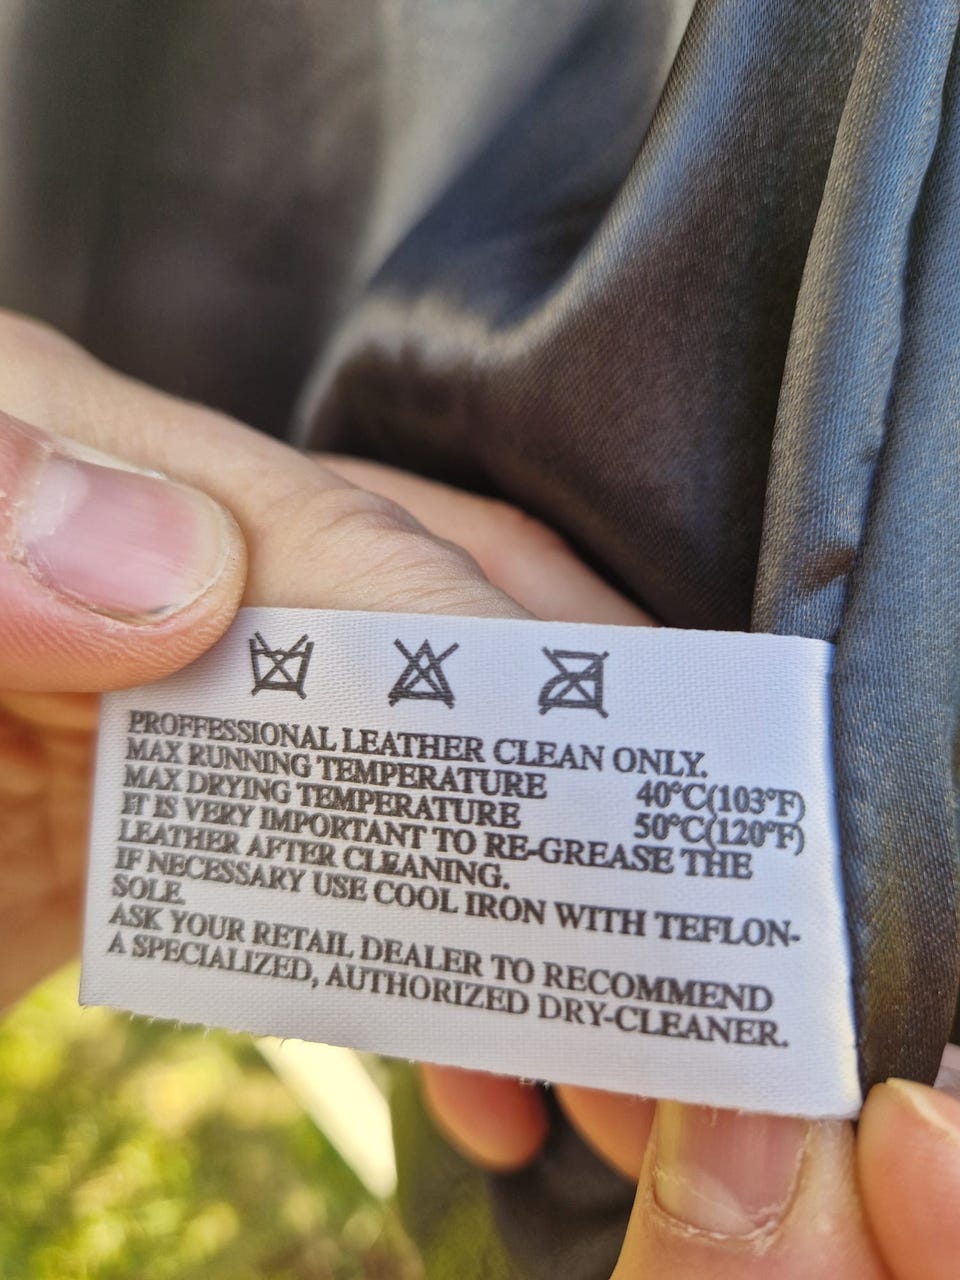 PROFFESSIONAL LEATHER CLEAN ONLY.
MAX RUNNING TEMPERATURE 40°C(103°F)
MAX DRYING TEMPERATURE 50°C(120°F)
IT IS VERY IMPORTANT TO RE-GREASE THE
LEATHER AFTER CLEANING.
IF NECESSARY USE COOL IRON WITH TEFLON-
SOLE.
ASK YOUR RETAIL DEALER TO RECOMMEND
A SPECIALIZED, AUTHORIZED DRY-CLEANER.